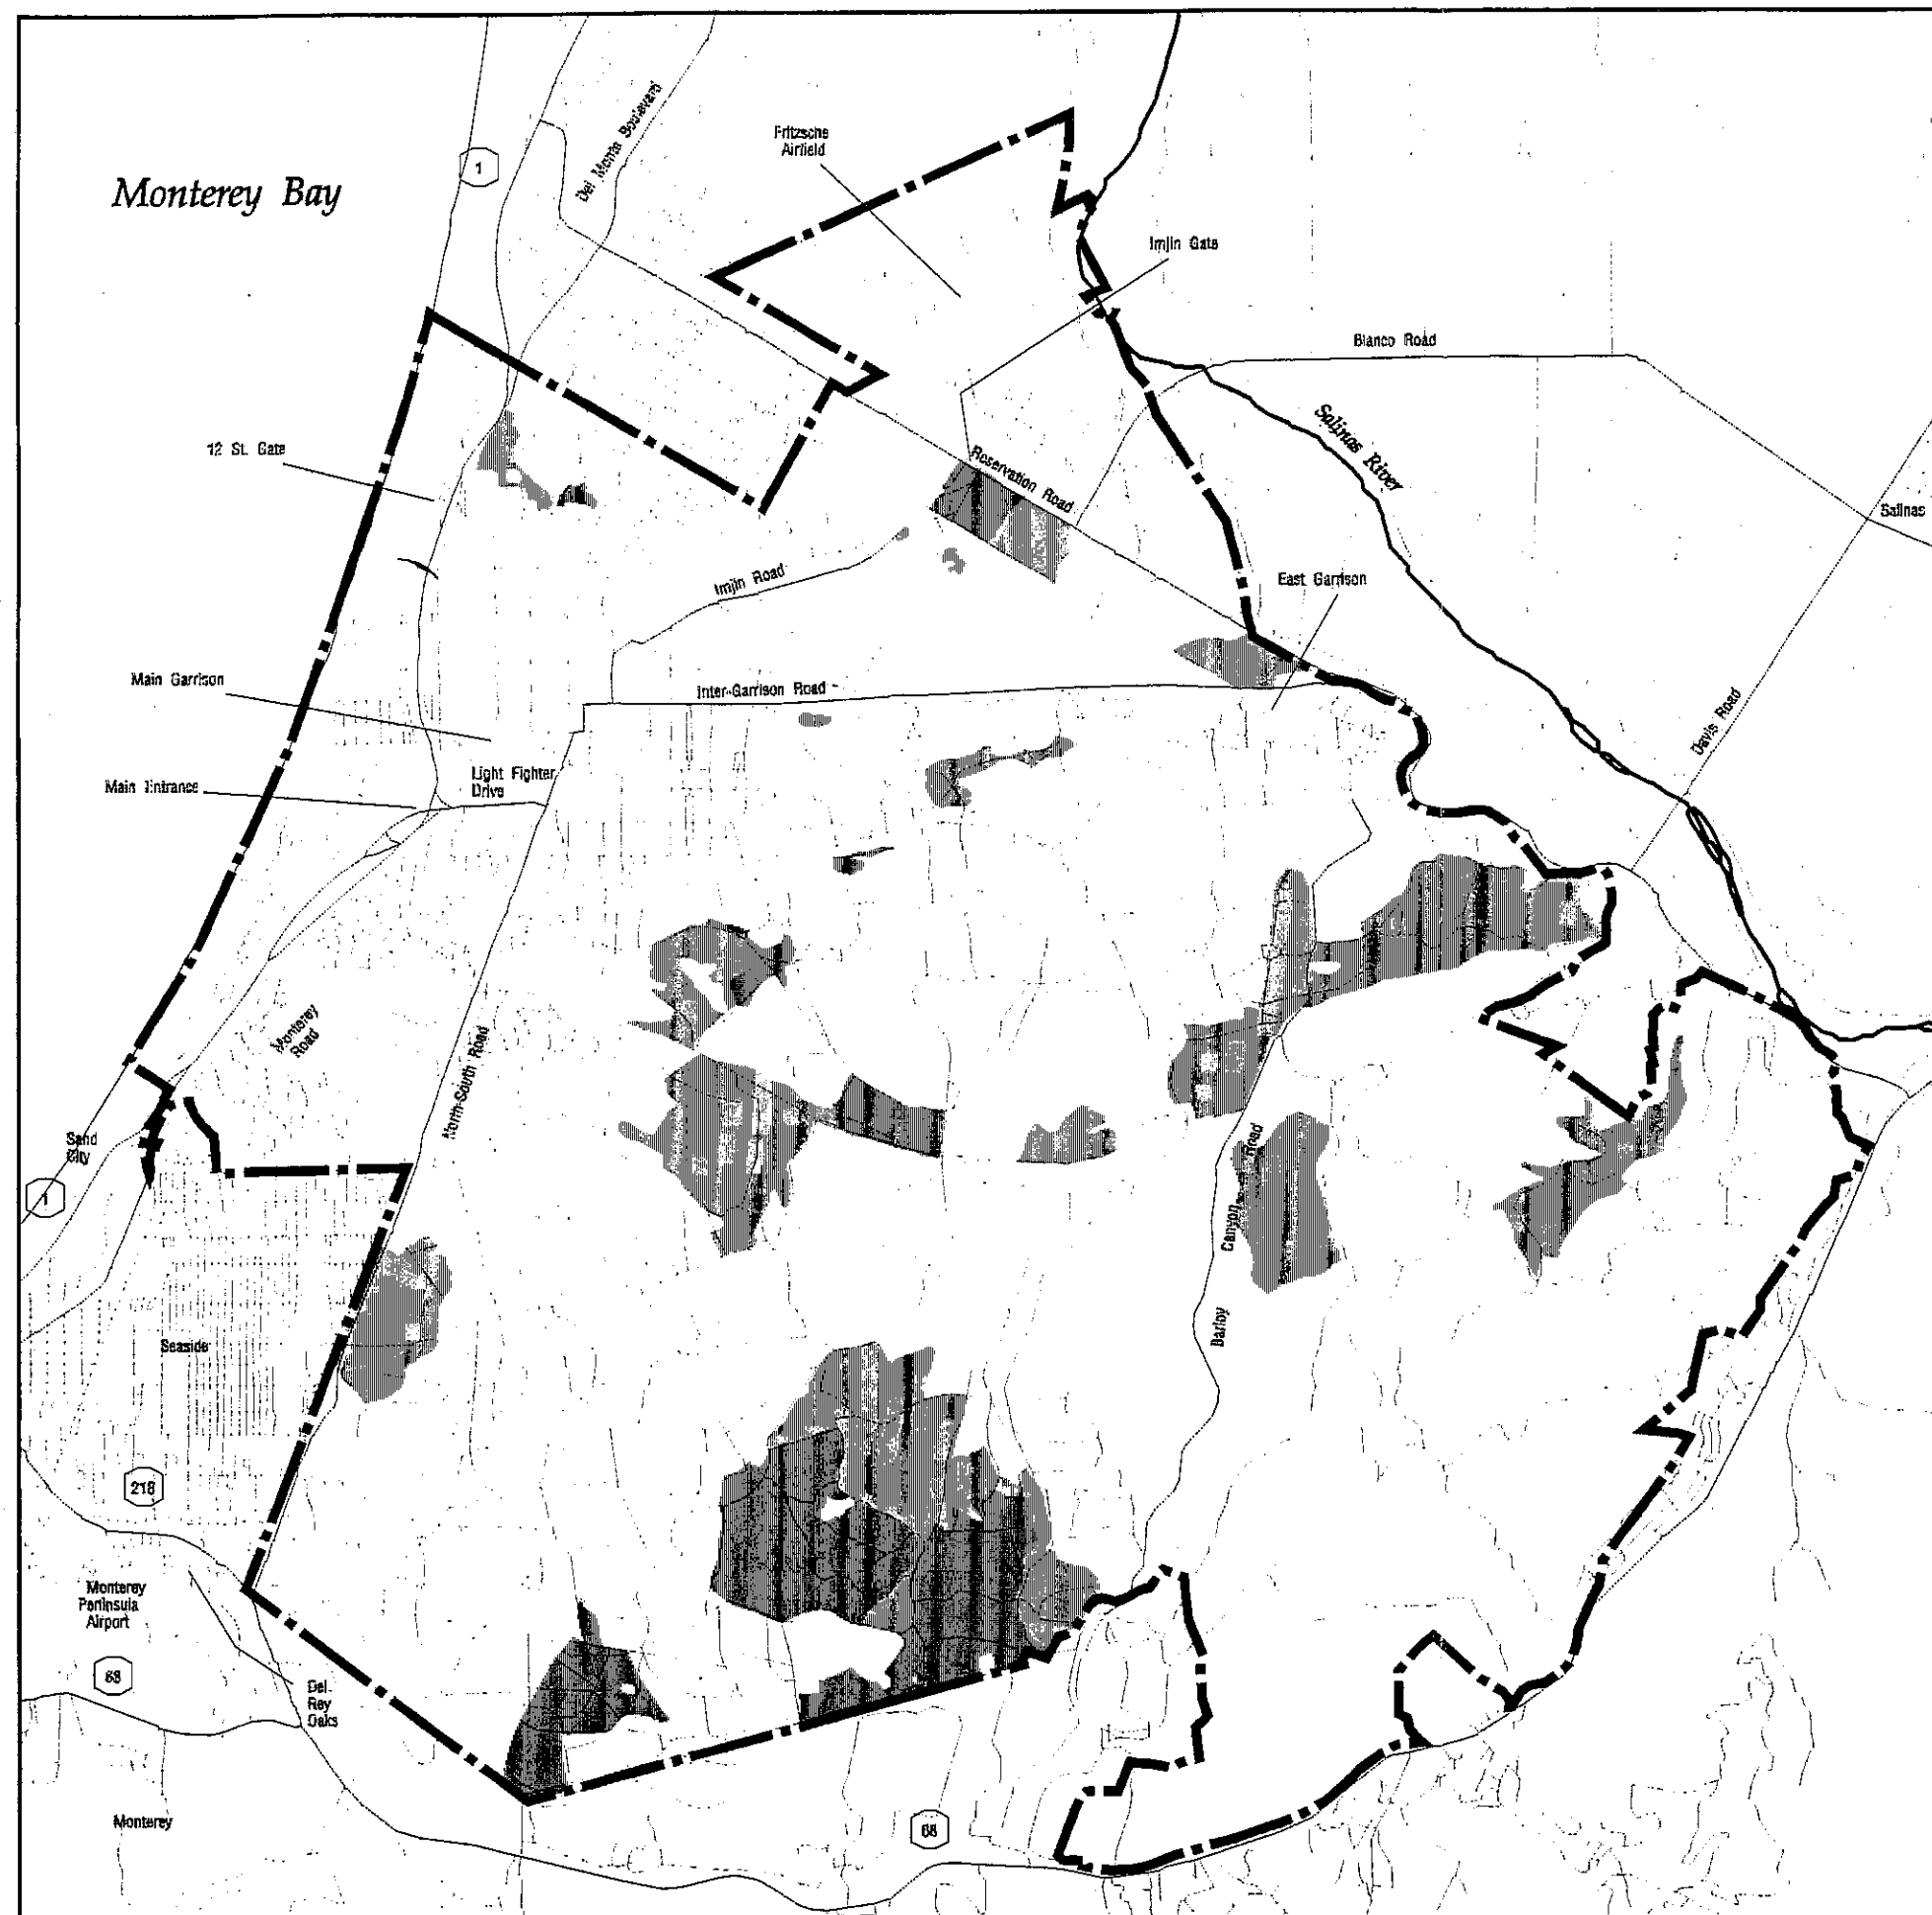 Del Monte Boulevard
Fritzsche
Airfield
1
Monterey Bay
Imjin Gate
Blanco Road
Salinas River
12 St. Gate
Reservation Road
Salinas
Imjin Road
East Garrison
Main Garrison
Inter-Garrison Road
Davis Road
Light Fighter
Drive
Main Entrance
Monterey
Road
North-South Road
Sand
City
1
Canyon Road
Barloy
Seaside
218
Monterey
Peninsula
Airport
68
Del
Rey
Oaks
Monterey
68